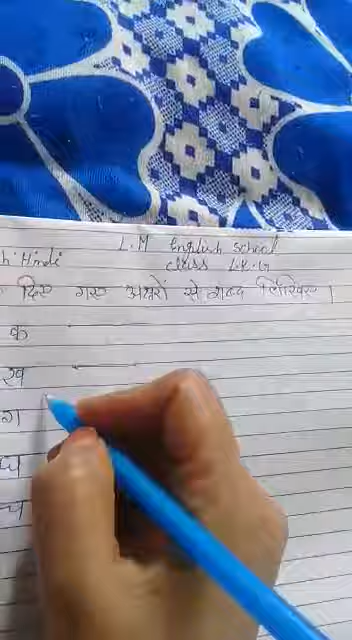 L.M English School
Hindi class L.K.G
दिए गए अक्षरों से शब्द लिखिए।
क
ख
ग
घ
च